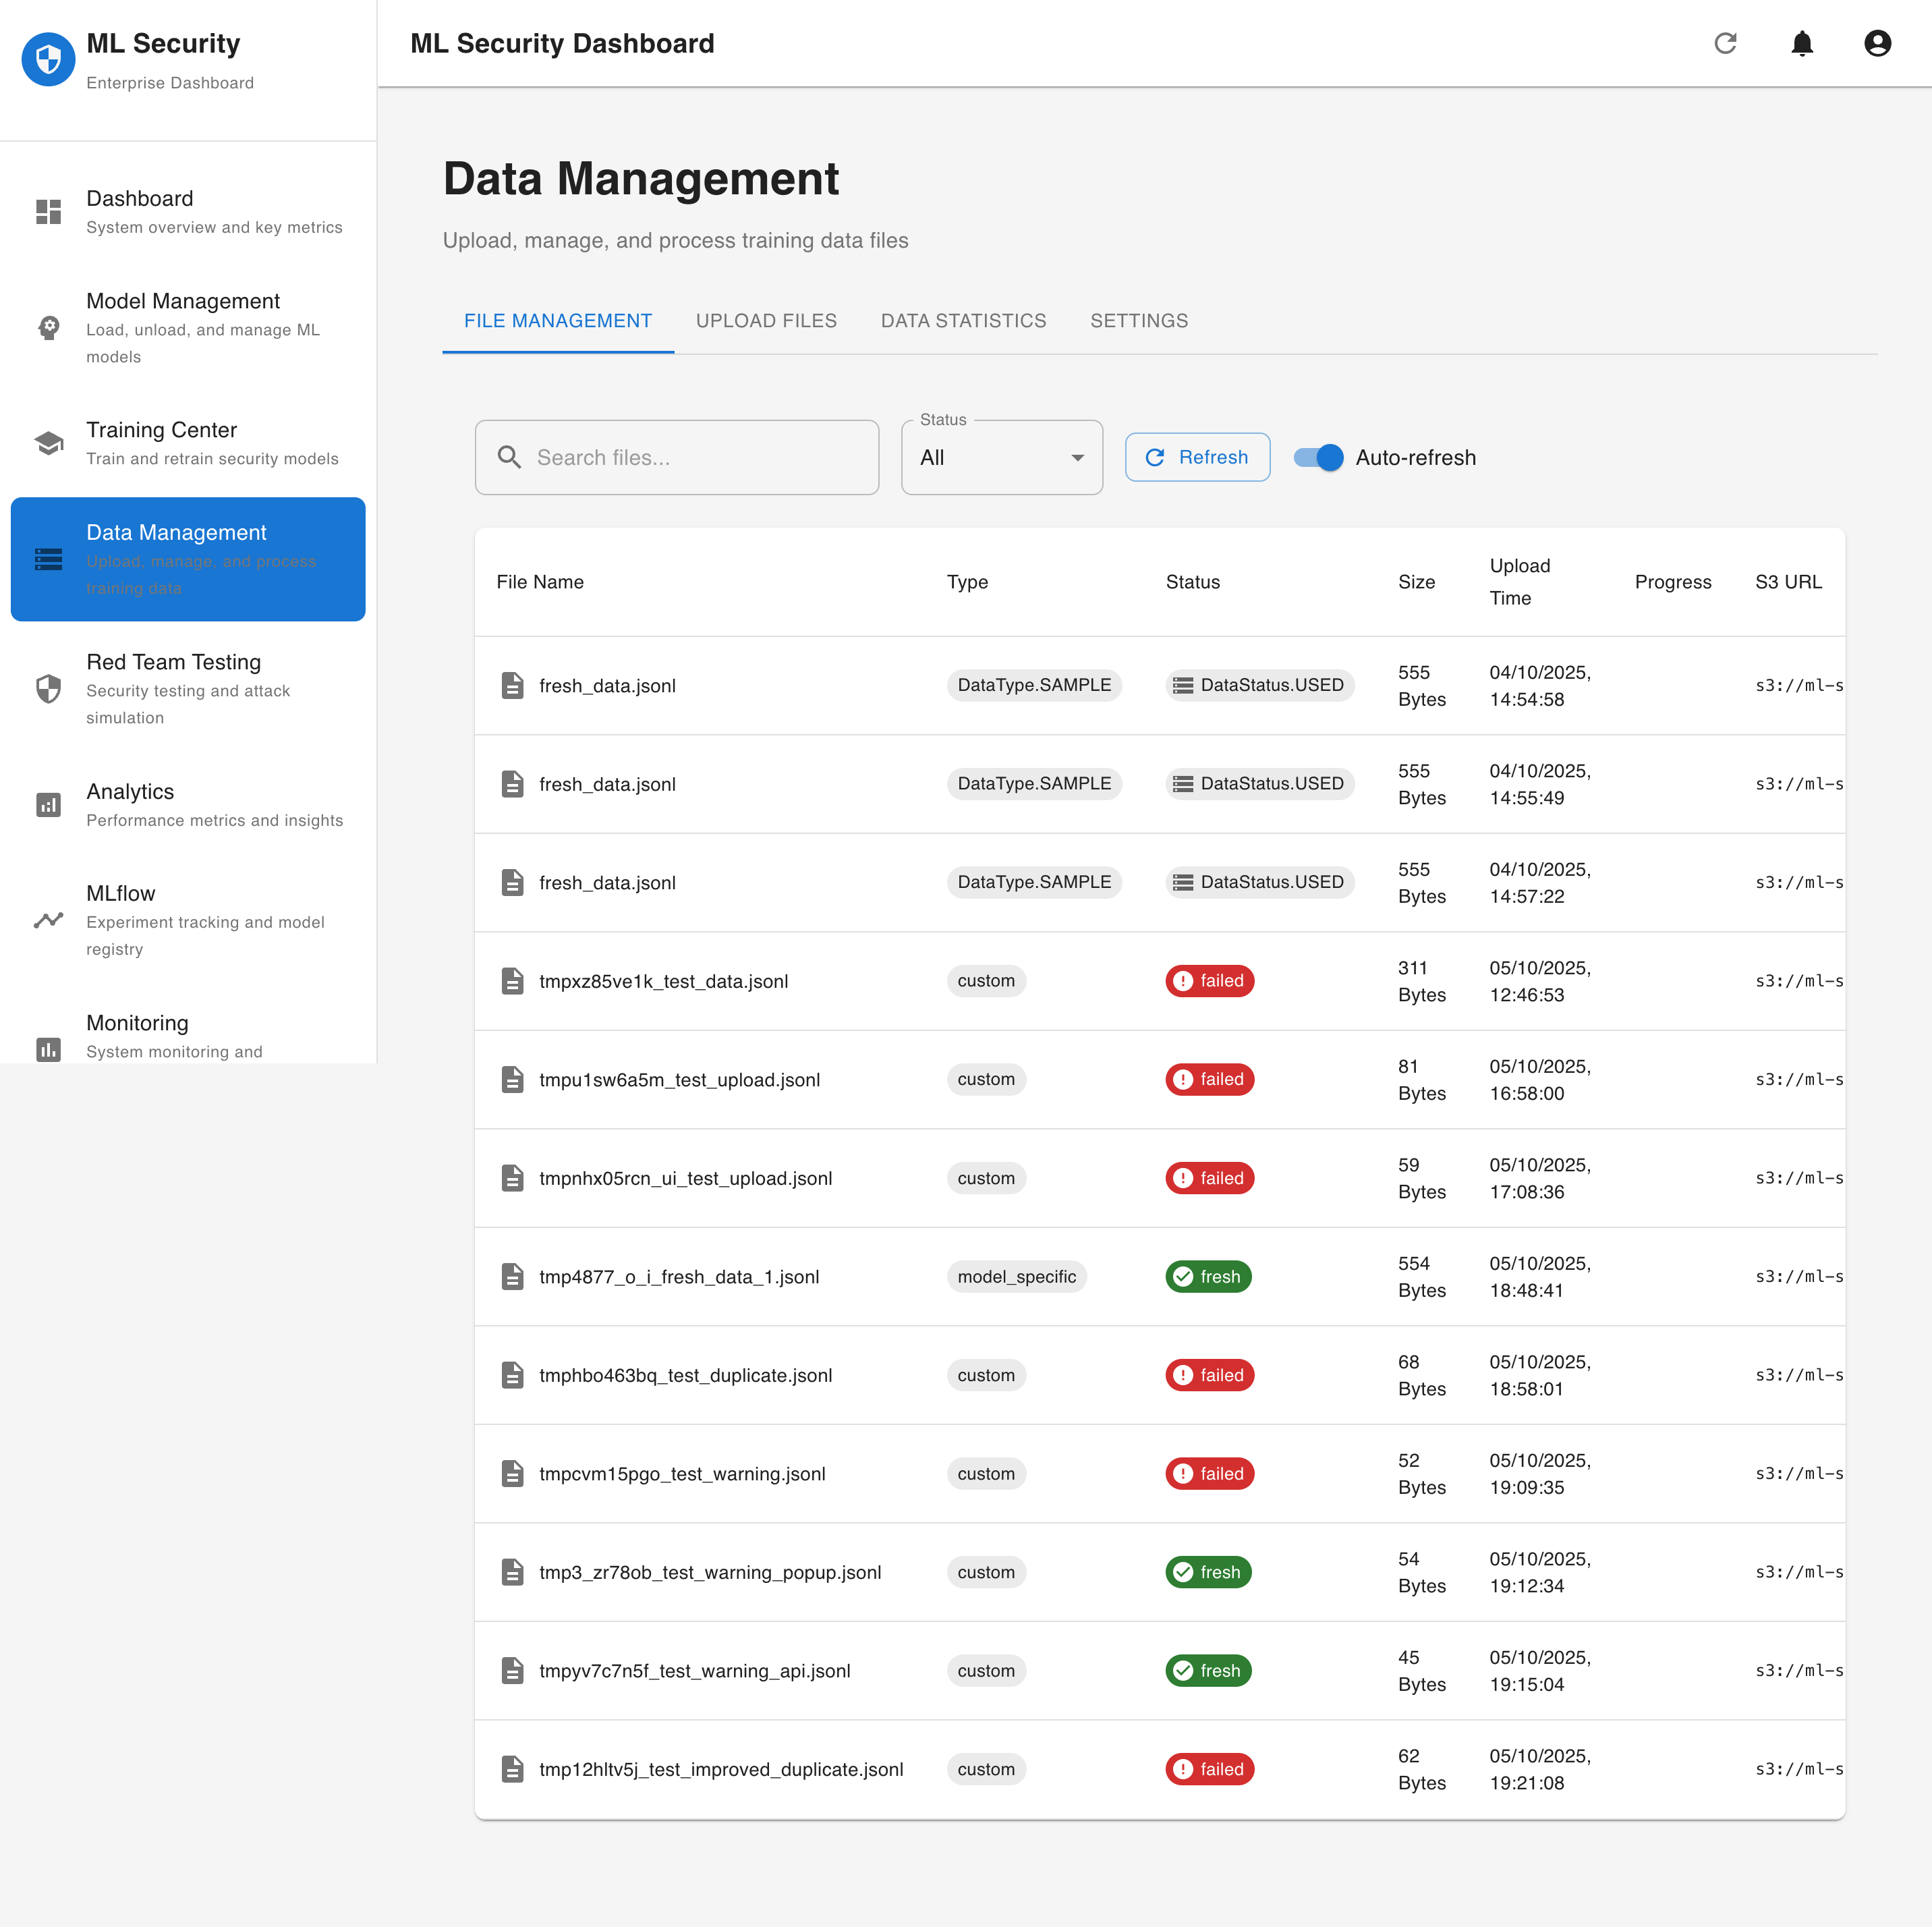 ML Security
Enterprise Dashboard
Dashboard
System overview and key metrics
Model Management
Load, unload, and manage ML
models
Training Center
Train and retrain security models
Data Management
Upload, manage, and process
training data
Red Team Testing
Security testing and attack
simulation
Analytics
Performance metrics and insights
MLflow
Experiment tracking and model
registry
Monitoring
System monitoring and
ML Security Dashboard
Data Management
Upload, manage, and process training data files
FILE MANAGEMENT
UPLOAD FILES
DATA STATISTICS
SETTINGS
Search files...
Status
All
Refresh
Auto-refresh
File Name
Type
Status
Size
Upload
Time
Progress
S3 URL
fresh_data.jsonl
DataType.SAMPLE
DataStatus.USED
555
Bytes
04/10/2025,
14:54:58
s3://ml-s
fresh_data.jsonl
DataType.SAMPLE
DataStatus.USED
555
Bytes
04/10/2025,
14:55:49
s3://ml-s
fresh_data.jsonl
DataType.SAMPLE
DataStatus.USED
555
Bytes
04/10/2025,
14:57:22
s3://ml-s
tmpxz85ve1k_test_data.jsonl
custom
failed
311
Bytes
05/10/2025,
12:46:53
s3://ml-s
tmpu1sw6a5m_test_upload.jsonl
custom
failed
81
Bytes
05/10/2025,
16:58:00
s3://ml-s
tmpnhx05rcn_ui_test_upload.jsonl
custom
failed
59
Bytes
05/10/2025,
17:08:36
s3://ml-s
tmp4877_o_i_fresh_data_1.jsonl
model_specific
fresh
554
Bytes
05/10/2025,
18:48:41
s3://ml-s
tmphbo463bq_test_duplicate.jsonl
custom
failed
68
Bytes
05/10/2025,
18:58:01
s3://ml-s
tmpcvm15pgo_test_warning.jsonl
custom
failed
52
Bytes
05/10/2025,
19:09:35
s3://ml-s
tmp3_zr78ob_test_warning_popup.jsonl
custom
fresh
54
Bytes
05/10/2025,
19:12:34
s3://ml-s
tmpyv7c7n5f_test_warning_api.jsonl
custom
fresh
45
Bytes
05/10/2025,
19:15:04
s3://ml-s
tmp12hltv5j_test_improved_duplicate.jsonl
custom
failed
62
Bytes
05/10/2025,
19:21:08
s3://ml-s